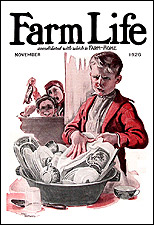 Farm Life
consolidated with which is FARM-HOME
NOVEMBER 1920